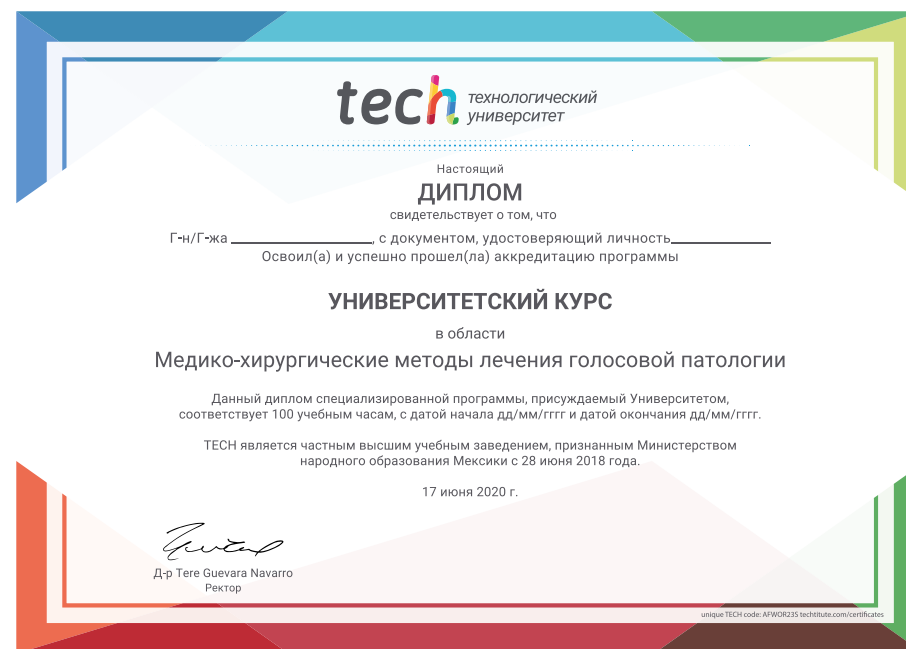 tech технологический
университет
Настоящий
ДИПЛОМ
свидетельствует о том, что
Г-н/Г-жа ____________, с документом, удостоверяющий личность____________
Освоил(а) и успешно прошел(ла) аккредитацию программы
УНИВЕРСИТЕТСКИЙ КУРС
в области
Медико-хирургические методы лечения голосовой патологии
Данный диплом специализированной программы, присуждаемый Университетом,
соответствует 100 учебным часам, с датой начала дд/мм/гггг и датой окончания дд/мм/гггг.
TECH является частным высшим учебным заведением, признанным Министерством
народного образования Мексики с 28 июня 2018 года.
17 июня 2020 г.
Д-р Tere Guevara Navarro
Ректор
unique TECH code: AFWOR23S techtitute.com/certificates